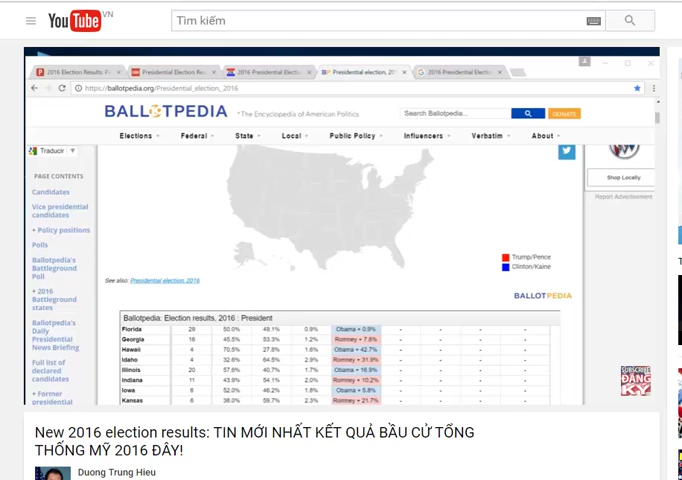 YouTube VN
Tìm kiếm
2016 Election Results: P
Presidential Election Re
2016 Presidential Electi
Presidential election, 20
2016 Presidential Electi
https://ballotpedia.org/Presidential_election_2016
BALLOTPEDIA
"The Encyclopedia of American Politics
Search Ballotpedia...
DONATE
Elections
Federal
State
Local
Public Policy
Influencers
Verbatim
About
Traducir
PAGE CONTENTS
Candidates
Vice presidential
candidates
+ Policy positions
Polls
Ballotpedia's
Battleground
Poll
+ 2016
Battleground
states
Ballotpedia's
Daily
Presidential
News Briefing
Full list of
declared
candidates
+ Former
presidential
Shop Locally
Report Advertisement
Trump/Pence
Clinton/Kaine
See also: Presidential election, 2016
BALLOTPEDIA
Ballotpedia: Election results, 2016 : President
Florida 29 50.0% 49.1% 0.9% Obama + 0.9% - - - - -
Georgia 16 45.5% 53.3% 1.2% Romney + 7.8% - - - - -
Hawaii 4 70.5% 27.8% 1.6% Obama + 42.7% - - - - -
Idaho 4 32.6% 64.5% 2.9% Romney + 31.9% - - - - -
Illinois 20 57.6% 40.7% 1.7% Obama + 16.9% - - - - -
Indiana 11 43.9% 54.1% 2.0% Romney + 10.2% - - - - -
Iowa 6 52.0% 46.2% 1.8% Obama + 5.8% - - - - -
Kansas 6 38.0% 59.7% 2.3% Romney + 21.7% - - - - -
SUBSCRIBE
ĐĂNG
KÝ
New 2016 election results: TIN MỚI NHẤT KẾT QUẢ BẦU CỬ TỔNG
THỐNG MỸ 2016 ĐÂY!
Duong Trung Hieu